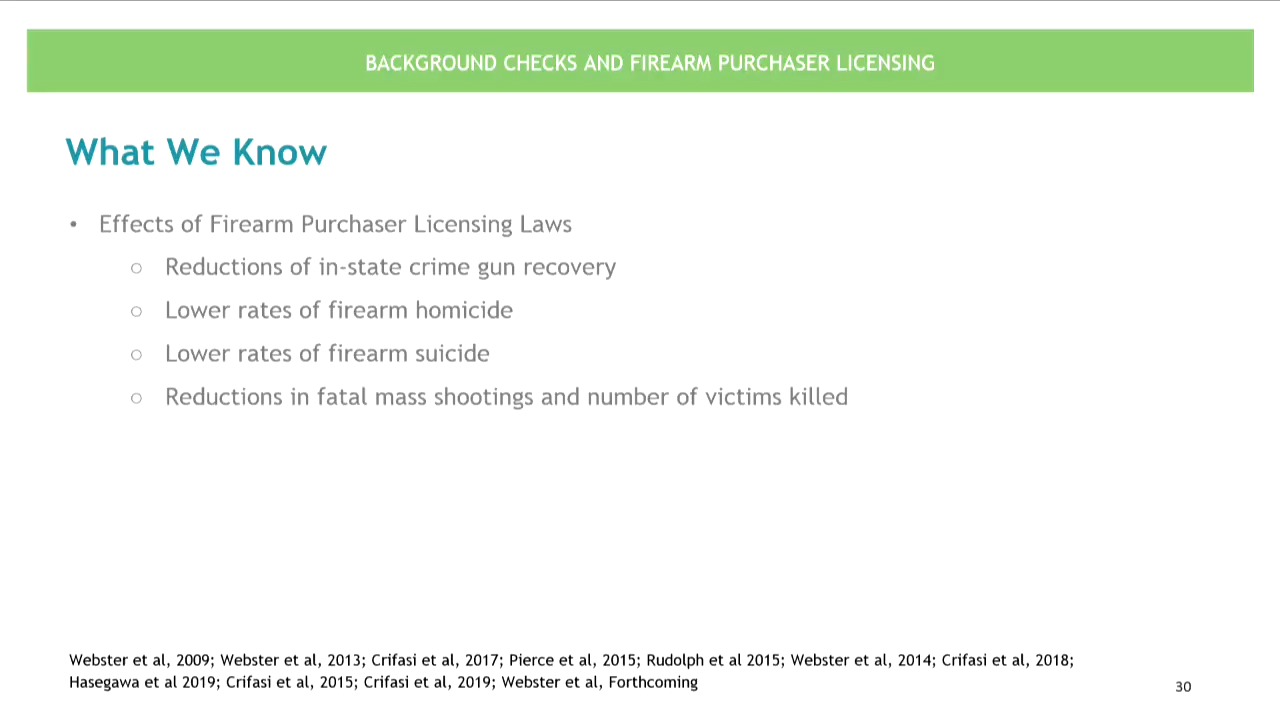 BACKGROUND CHECKS AND FIREARM PURCHASER LICENSING
What We Know
• Effects of Firearm Purchaser Licensing Laws
○ Reductions of in-state crime gun recovery
○ Lower rates of firearm homicide
○ Lower rates of firearm suicide
○ Reductions in fatal mass shootings and number of victims killed
Webster et al, 2009; Webster et al, 2013; Crifasi et al, 2017; Pierce et al, 2015; Rudolph et al 2015; Webster et al, 2014; Crifasi et al, 2018;
Hasegawa et al 2019; Crifasi et al, 2015; Crifasi et al, 2019; Webster et al, Forthcoming
30